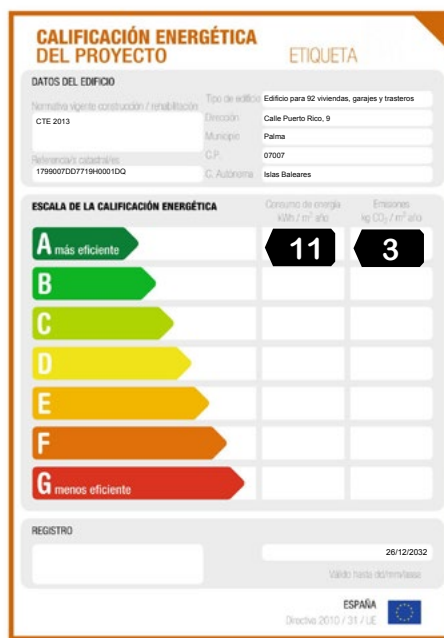 CALIFICACIÓN ENERGÉTICA
DEL PROYECTO
ETIQUETA
DATOS DEL EDIFICIO
Normativa vigente construcción / rehabilitación
CTE 2013
Referencia/s catastral/es
1799007DD7719H0001DQ
Tipo de edificio Edificio para 92 viviendas, garajes y trasteros
Dirección Calle Puerto Rico, 9
Municipio Palma
C.P. 07007
C. Autónoma Islas Baleares
ESCALA DE LA CALIFICACIÓN ENERGÉTICA
Consumo de energía
kWh / m² año
Emisiones
kg CO₂ / m² año
A más eficiente 11 3
B
C
D
E
F
G menos eficiente
REGISTRO
26/12/2032
Válido hasta dd/mm/aaaa
ESPAÑA
Directiva 2010 / 31 / UE